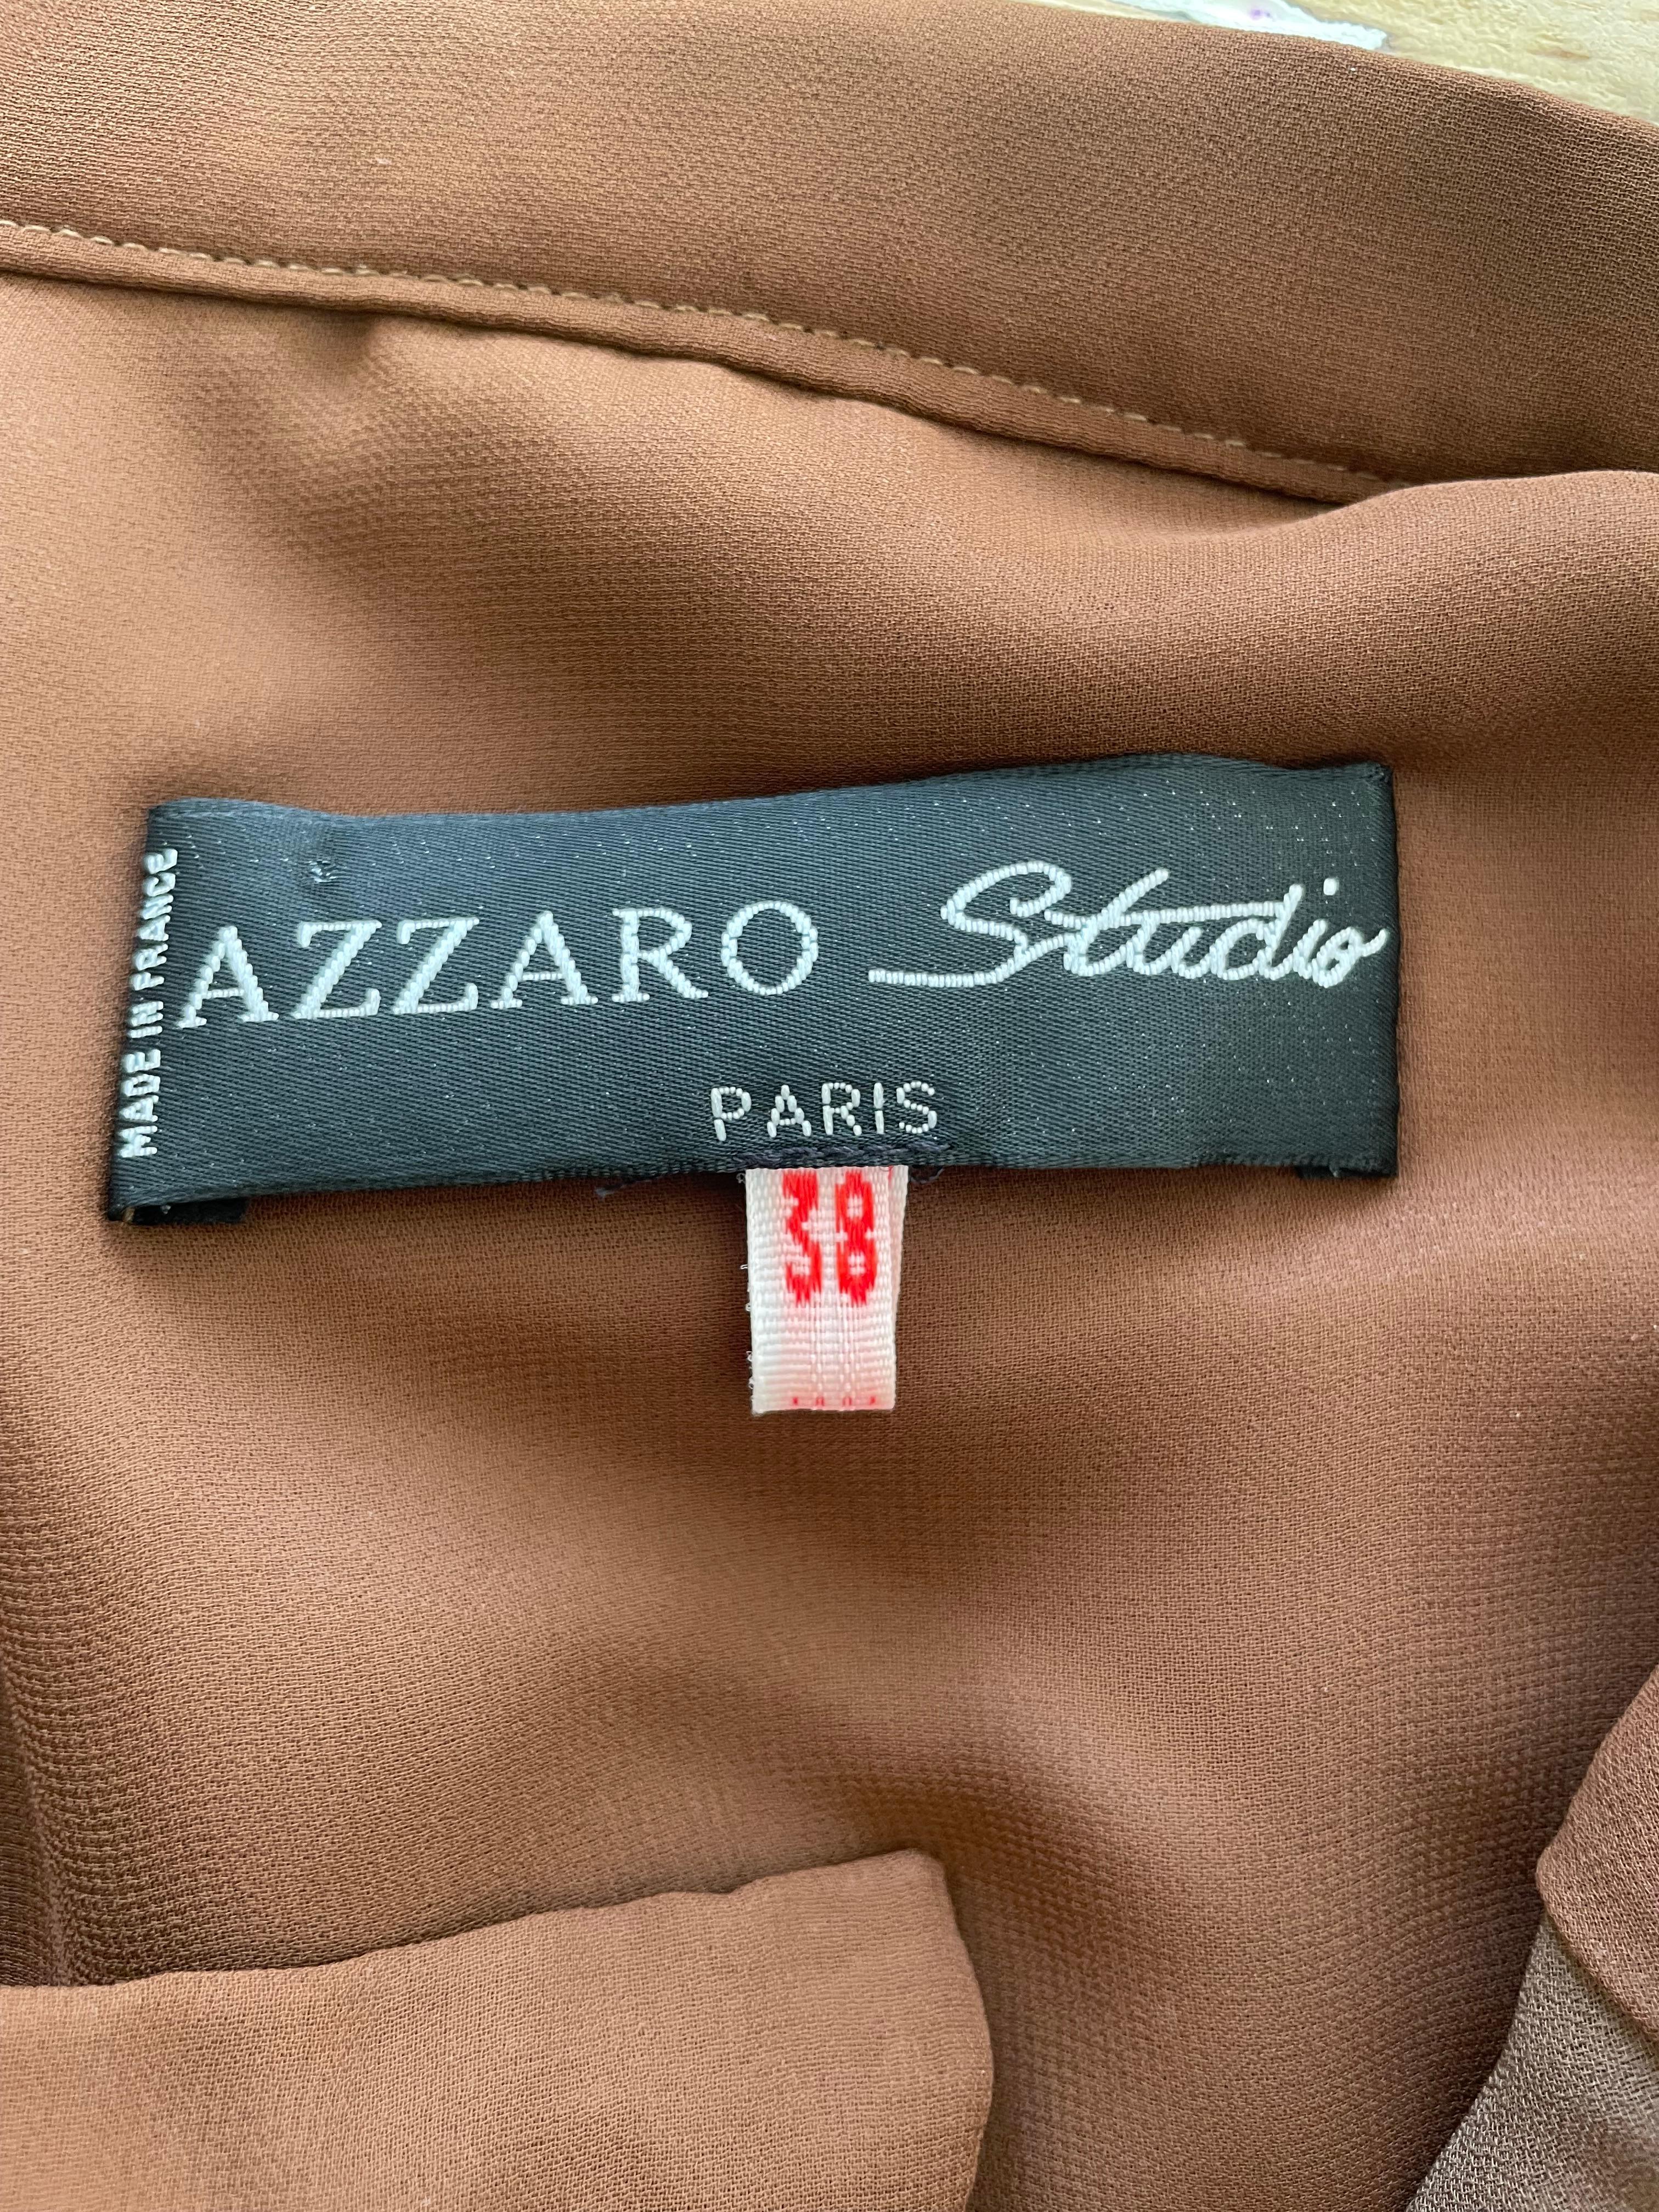 MADE IN FRANCE
AZZARO Studio
PARIS
38